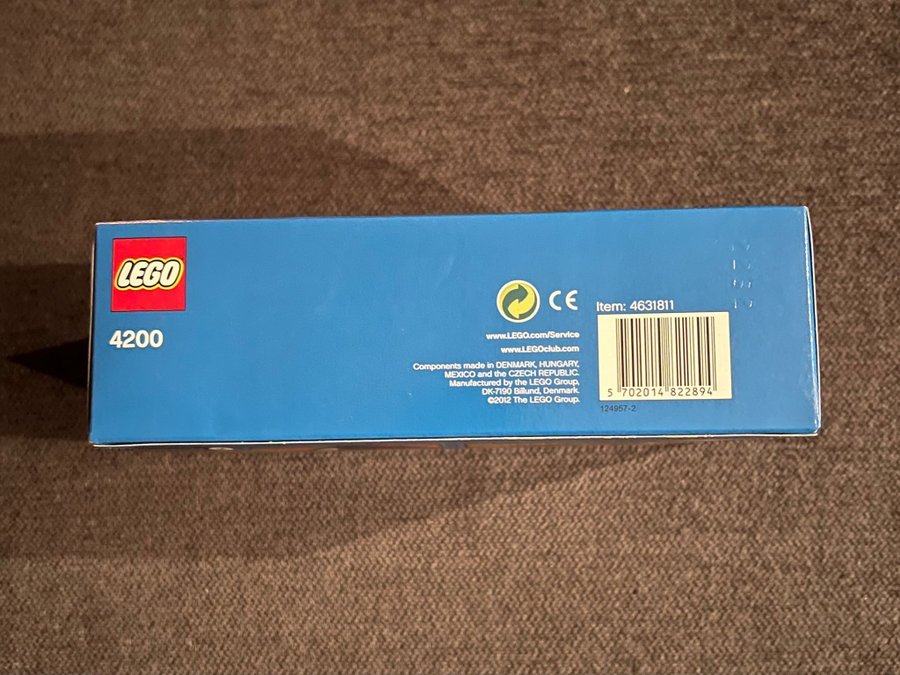 LEGO
4200
CE
www.LEGO.com/Service
www.LEGOclub.com
Components made in DENMARK, HUNGARY,
MEXICO and the CZECH REPUBLIC.
Manufactured by the LEGO Group,
DK-7190 Billund, Denmark.
©2012 The LEGO Group.
Item: 4631811
5 702014 822894
124957-2